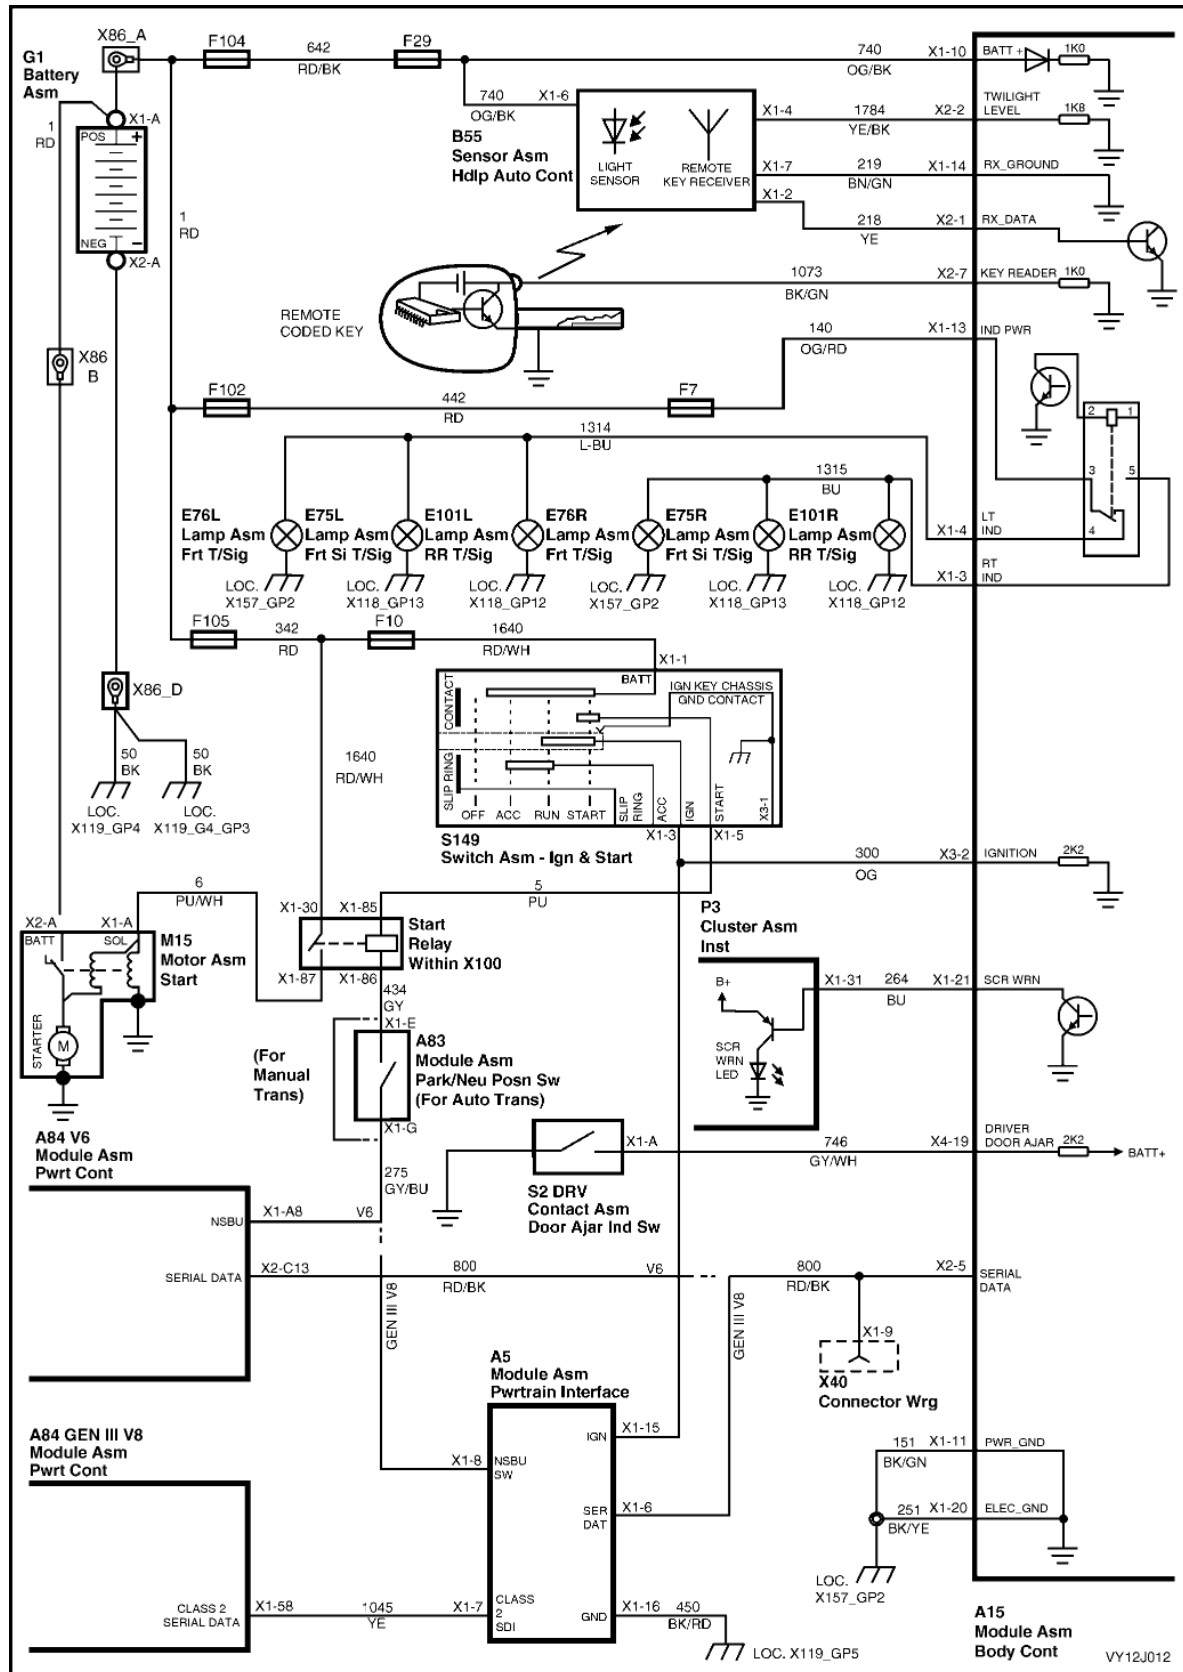 X86_A
G1
Battery
Asm
F104
642
RD/BK
F29
740
OG/BK
X1-10
BATT +
1K0
1
RD
X1-A
POS
+
NEG
−
X2-A
1
RD
740
OG/BK
X1-6
B55
Sensor Asm
Hdlp Auto Cont
LIGHT
SENSOR
REMOTE
KEY RECEIVER
X1-4
1784
YE/BK
X2-2
TWILIGHT
LEVEL
1K8
X1-7
219
BN/GN
X1-14
RX_GROUND
X1-2
218
YE
X2-1
RX_DATA
REMOTE
CODED KEY
1073
BK/GN
X2-7
KEY READER
1K0
140
OG/RD
X1-13
IND PWR
X86
B
F102
442
RD
F7
2
1
3
5
4
1314
L-BU
1315
BU
E76L
Lamp Asm
Frt T/Sig
E75L
Lamp Asm
Frt Si T/Sig
E101L
Lamp Asm
RR T/Sig
E76R
Lamp Asm
Frt T/Sig
E75R
Lamp Asm
Frt Si T/Sig
E101R
Lamp Asm
RR T/Sig
X1-4
LT
IND
X1-3
RT
IND
LOC.
X157_GP2
LOC.
X118_GP13
LOC.
X118_GP12
LOC.
X157_GP2
LOC.
X118_GP13
LOC.
X118_GP12
F105
342
RD
F10
1640
RD/WH
X1-1
X86_D
50
BK
50
BK
LOC.
X119_GP4
LOC.
X119_G4_GP3
1640
RD/WH
BATT
IGN KEY CHASSIS
GND CONTACT
CONTACT
SLIP RING
OFF
ACC
RUN
START
SLIP
RING
ACC
IGN
START
X3-1
X1-3
X1-5
S149
Switch Asm - Ign & Start
300
OG
X3-2
IGNITION
2K2
6
PU/WH
5
PU
X2-A
X1-A
BATT
SOL
M15
Motor Asm
Start
STARTER
M
X1-30
X1-85
Start
Relay
Within X100
X1-87
X1-86
434
GY
P3
Cluster Asm
Inst
B+
SCR
WRN
LED
X1-31
264
BU
X1-21
SCR WRN
X1-E
A83
Module Asm
Park/Neu Posn Sw
(For Auto Trans)
X1-G
(For
Manual
Trans)
275
GY/BU
X1-A
746
GY/WH
X4-19
DRIVER
DOOR AJAR
2K2
BATT+
S2 DRV
Contact Asm
Door Ajar Ind Sw
A84 V6
Module Asm
Pwrt Cont
NSBU
X1-A8
V6
SERIAL DATA
X2-C13
800
RD/BK
V6
800
RD/BK
X2-5
SERIAL
DATA
GEN III V8
GEN III V8
X1-9
X40
Connector Wrg
A5
Module Asm
Pwrtrain Interface
IGN
X1-15
X1-8
NSBU
SW
SER
DAT
X1-6
A84 GEN III V8
Module Asm
Pwrt Cont
CLASS 2
SERIAL DATA
X1-58
1045
YE
X1-7
CLASS
2
SDI
GND
X1-16
450
BK/RD
LOC. X119_GP5
151
BK/GN
X1-11
PWR_GND
251
BK/YE
X1-20
ELEC_GND
LOC.
X157_GP2
A15
Module Asm
Body Cont
VY12J012